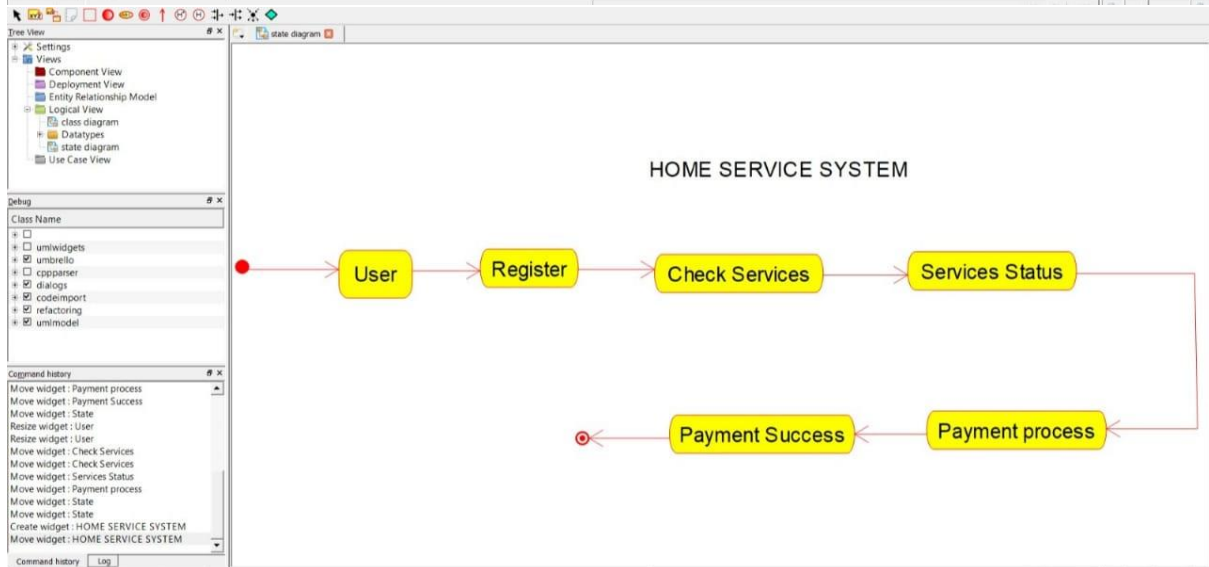 Tree View
Settings
Views
Component View
Deployment View
Entity Relationship Model
Logical View
class diagram
Datatypes
state diagram
Use Case View
Debug
Class Name
umlwidgets
umbrello
cppparser
dialogs
codeimport
refactoring
umlmodel
Command history
Move widget : Payment process
Move widget : Payment Success
Move widget : State
Resize widget : User
Resize widget : User
Move widget : Check Services
Move widget : Check Services
Move widget : Services Status
Move widget : Payment process
Move widget : State
Move widget : State
Create widget : HOME SERVICE SYSTEM
Move widget : HOME SERVICE SYSTEM
Command history Log
state diagram
HOME SERVICE SYSTEM
User
Register
Check Services
Services Status
Payment Success
Payment process